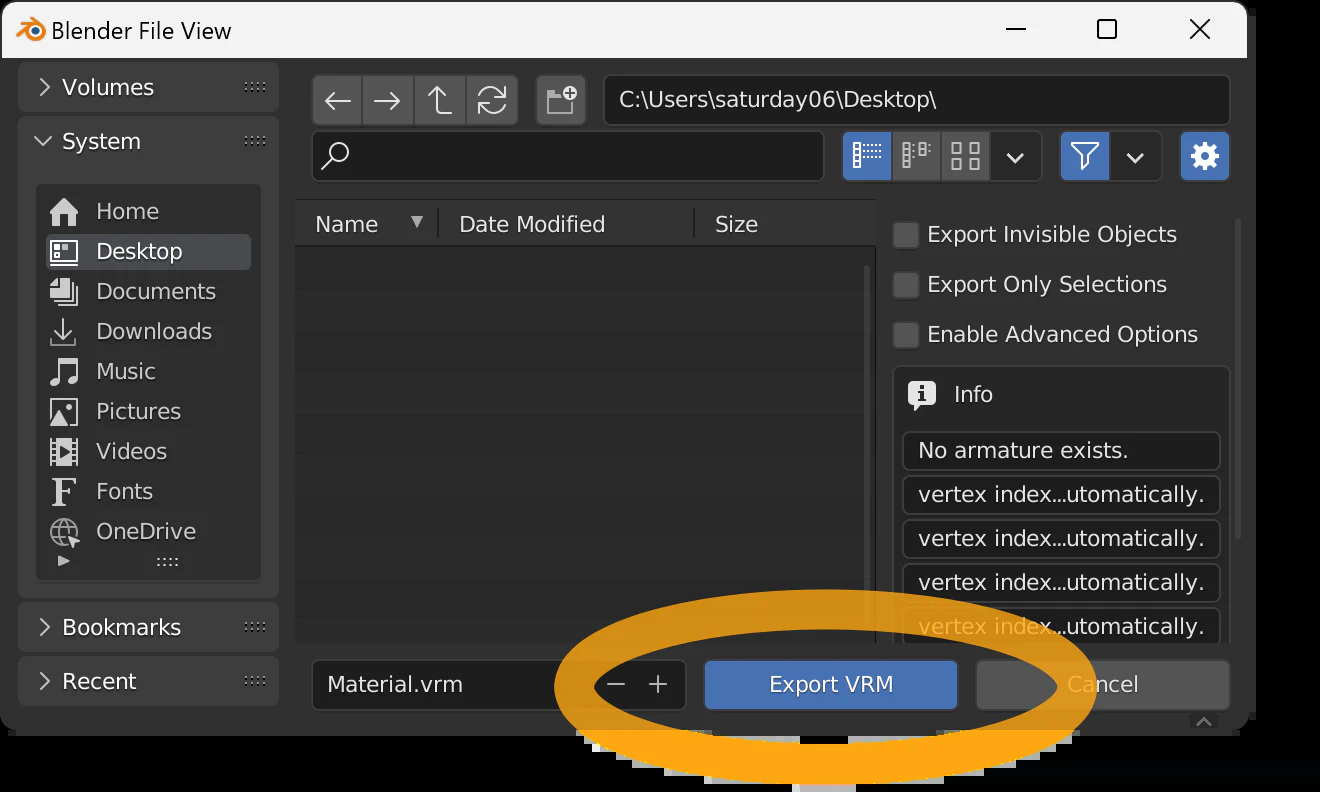 Blender File View
Volumes
System
Home
Desktop
Documents
Downloads
Music
Pictures
Videos
Fonts
OneDrive
Bookmarks
Recent
C:\Users\saturday06\Desktop\
Name Date Modified Size
Export Invisible Objects
Export Only Selections
Enable Advanced Options
Info
No armature exists.
vertex index...utomatically.
vertex index...utomatically.
vertex index...utomatically.
vertex index...utomatically.
Material.vrm
Export VRM
Cancel